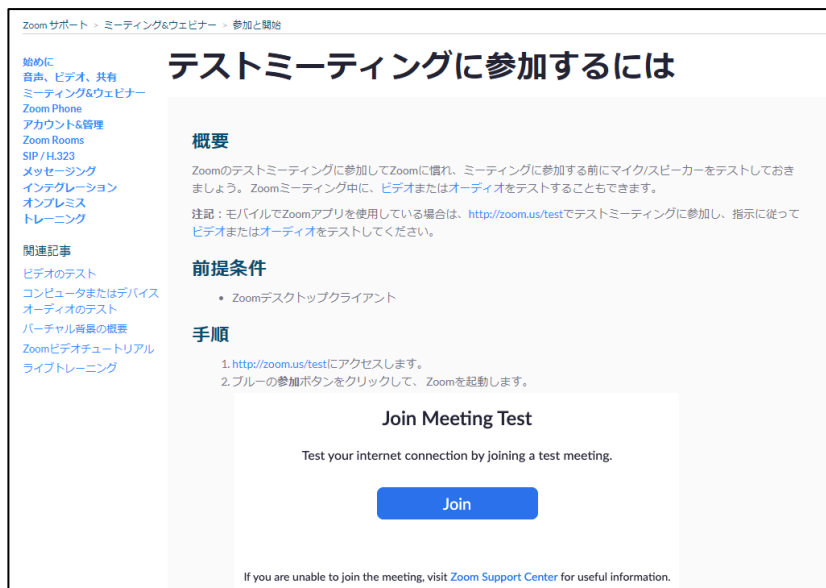 Zoom サポート > ミーティング&ウェビナー > 参加と開始
始めに
音声、ビデオ、共有
ミーティング&ウェビナー
Zoom Phone
アカウント&管理
Zoom Rooms
SIP / H.323
メッセージング
インテグレーション
オンプレミス
トレーニング
関連記事
ビデオのテスト
コンピュータまたはデバイス
オーディオのテスト
バーチャル背景の概要
Zoomビデオチュートリアル
ライブトレーニング
テストミーティングに参加するには
概要
Zoomのテストミーティングに参加してZoomに慣れ、ミーティングに参加する前にマイク/スピーカーをテストしておき
ましょう。 Zoomミーティング中に、ビデオまたはオーディオをテストすることもできます。
注記：モバイルでZoomアプリを使用している場合は、http://zoom.us/testでテストミーティングに参加し、指示に従って
ビデオまたはオーディオをテストしてください。
前提条件
• Zoomデスクトップクライアント
手順
1. http://zoom.us/testにアクセスします。
2. ブルーの参加ボタンをクリックして、 Zoomを起動します。
Join Meeting Test
Test your internet connection by joining a test meeting.
Join
If you are unable to join the meeting, visit Zoom Support Center for useful information.